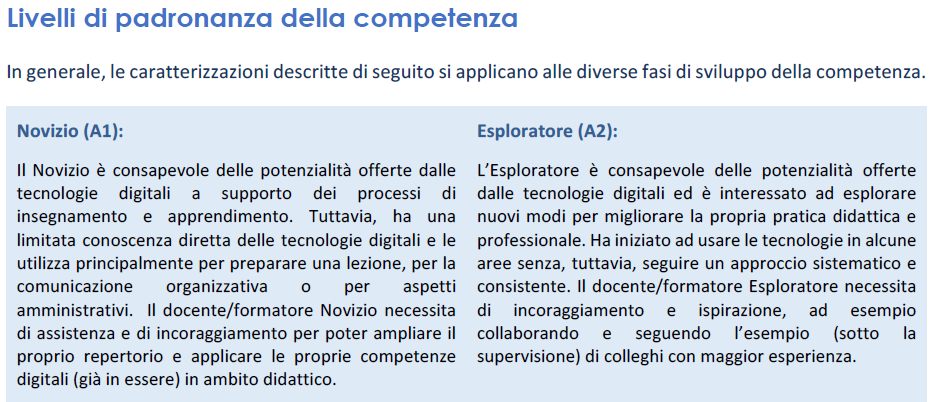 Livelli di padronanza della competenza
In generale, le caratterizzazioni descritte di seguito si applicano alle diverse fasi di sviluppo della competenza.
Novizio (A1):
Il Novizio è consapevole delle potenzialità offerte dalle
tecnologie digitali a supporto dei processi di
insegnamento e apprendimento. Tuttavia, ha una
limitata conoscenza diretta delle tecnologie digitali e le
utilizza principalmente per preparare una lezione, per la
comunicazione organizzativa o per aspetti
amministrativi. Il docente/formatore Novizio necessita
di assistenza e di incoraggiamento per poter ampliare il
proprio repertorio e applicare le proprie competenze
digitali (già in essere) in ambito didattico.
Esploratore (A2):
L’Esploratore è consapevole delle potenzialità offerte
dalle tecnologie digitali ed è interessato ad esplorare
nuovi modi per migliorare la propria pratica didattica e
professionale. Ha iniziato ad usare le tecnologie in alcune
aree senza, tuttavia, seguire un approccio sistematico e
consistente. Il docente/formatore Esploratore necessita
di incoraggiamento e ispirazione, ad esempio
collaborando e seguendo l’esempio (sotto la
supervisione) di colleghi con maggior esperienza.